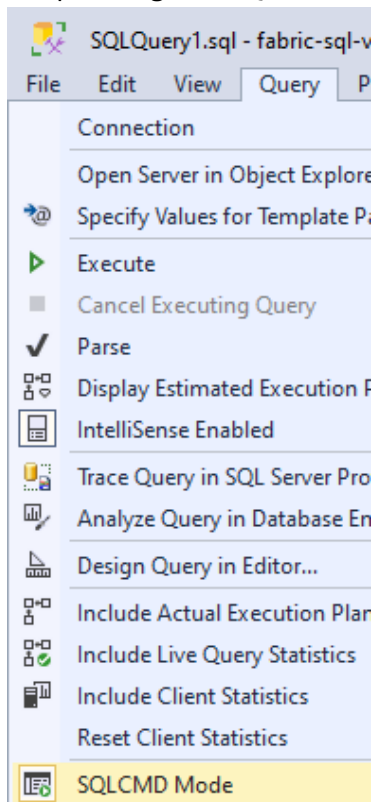 SQLQuery1.sql - fabric-sql-v
File Edit View Query P
Connection
Open Server in Object Explore
Specify Values for Template Pa
Execute
Cancel Executing Query
Parse
Display Estimated Execution P
IntelliSense Enabled
Trace Query in SQL Server Pro
Analyze Query in Database En
Design Query in Editor...
Include Actual Execution Plan
Include Live Query Statistics
Include Client Statistics
Reset Client Statistics
SQLCMD Mode